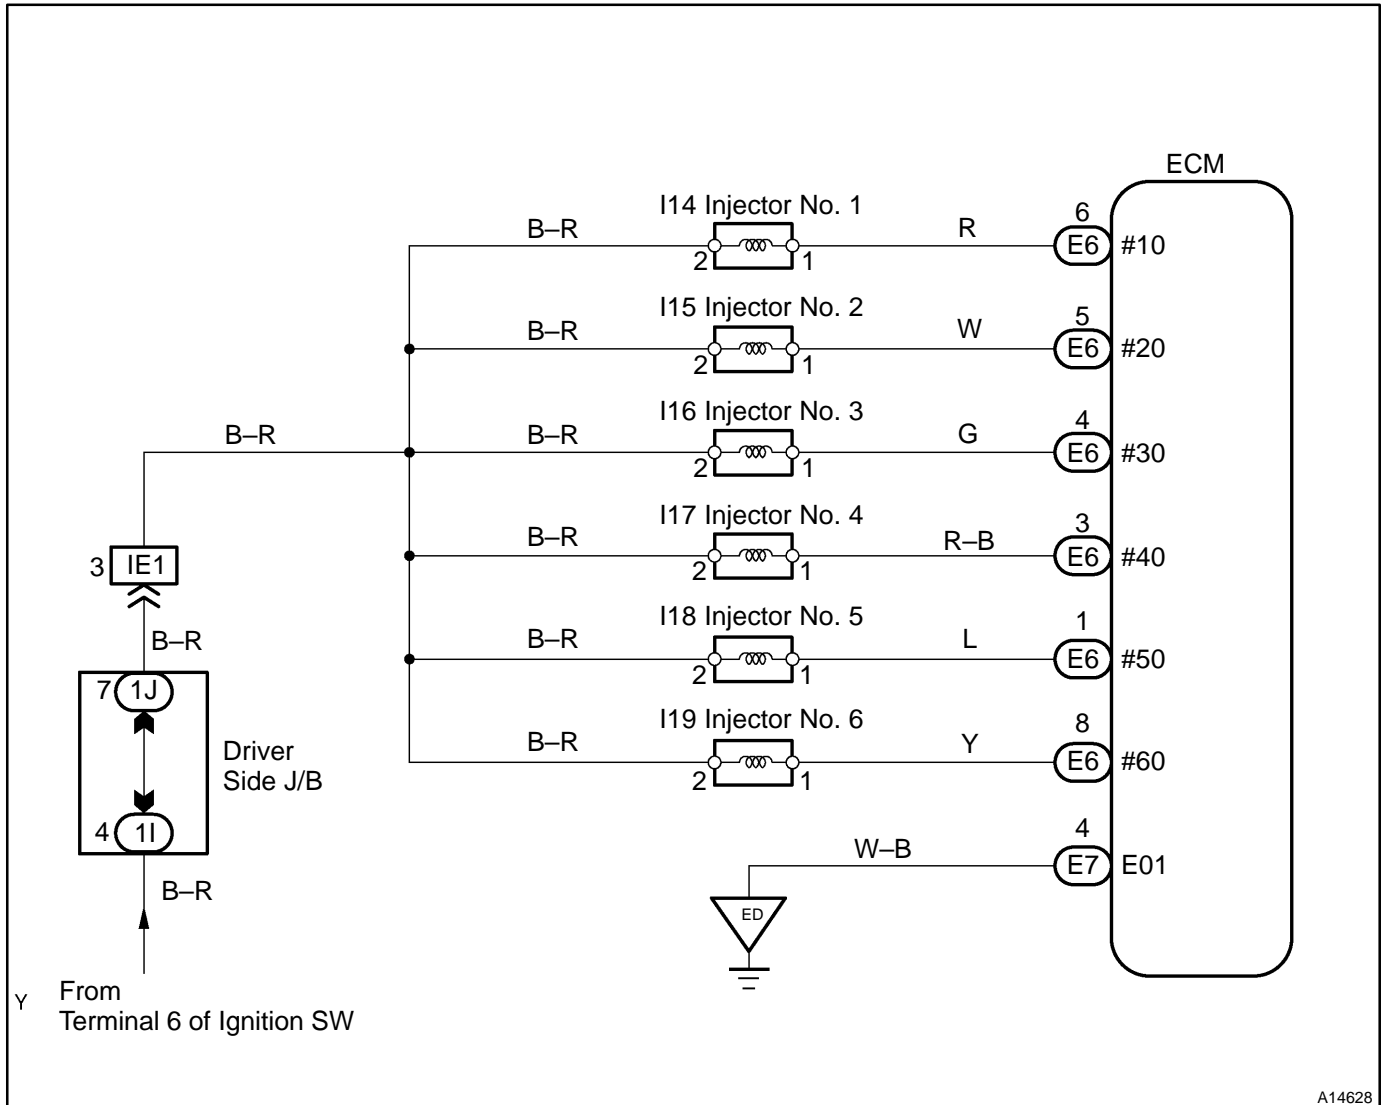 ECM
I14 Injector No. 1
B–R
R
6
E6
#10
2
1
I15 Injector No. 2
B–R
W
5
E6
#20
2
1
I16 Injector No. 3
B–R
B–R
G
4
E6
#30
2
1
I17 Injector No. 4
B–R
R–B
3
E6
#40
2
1
3
IE1
I18 Injector No. 5
B–R
B–R
L
1
E6
#50
2
1
7
1J
I19 Injector No. 6
B–R
Y
8
E6
#60
2
1
Driver
Side J/B
4
1I
W–B
4
E7
E01
B–R
ED
Y
From
Terminal 6 of Ignition SW
A14628